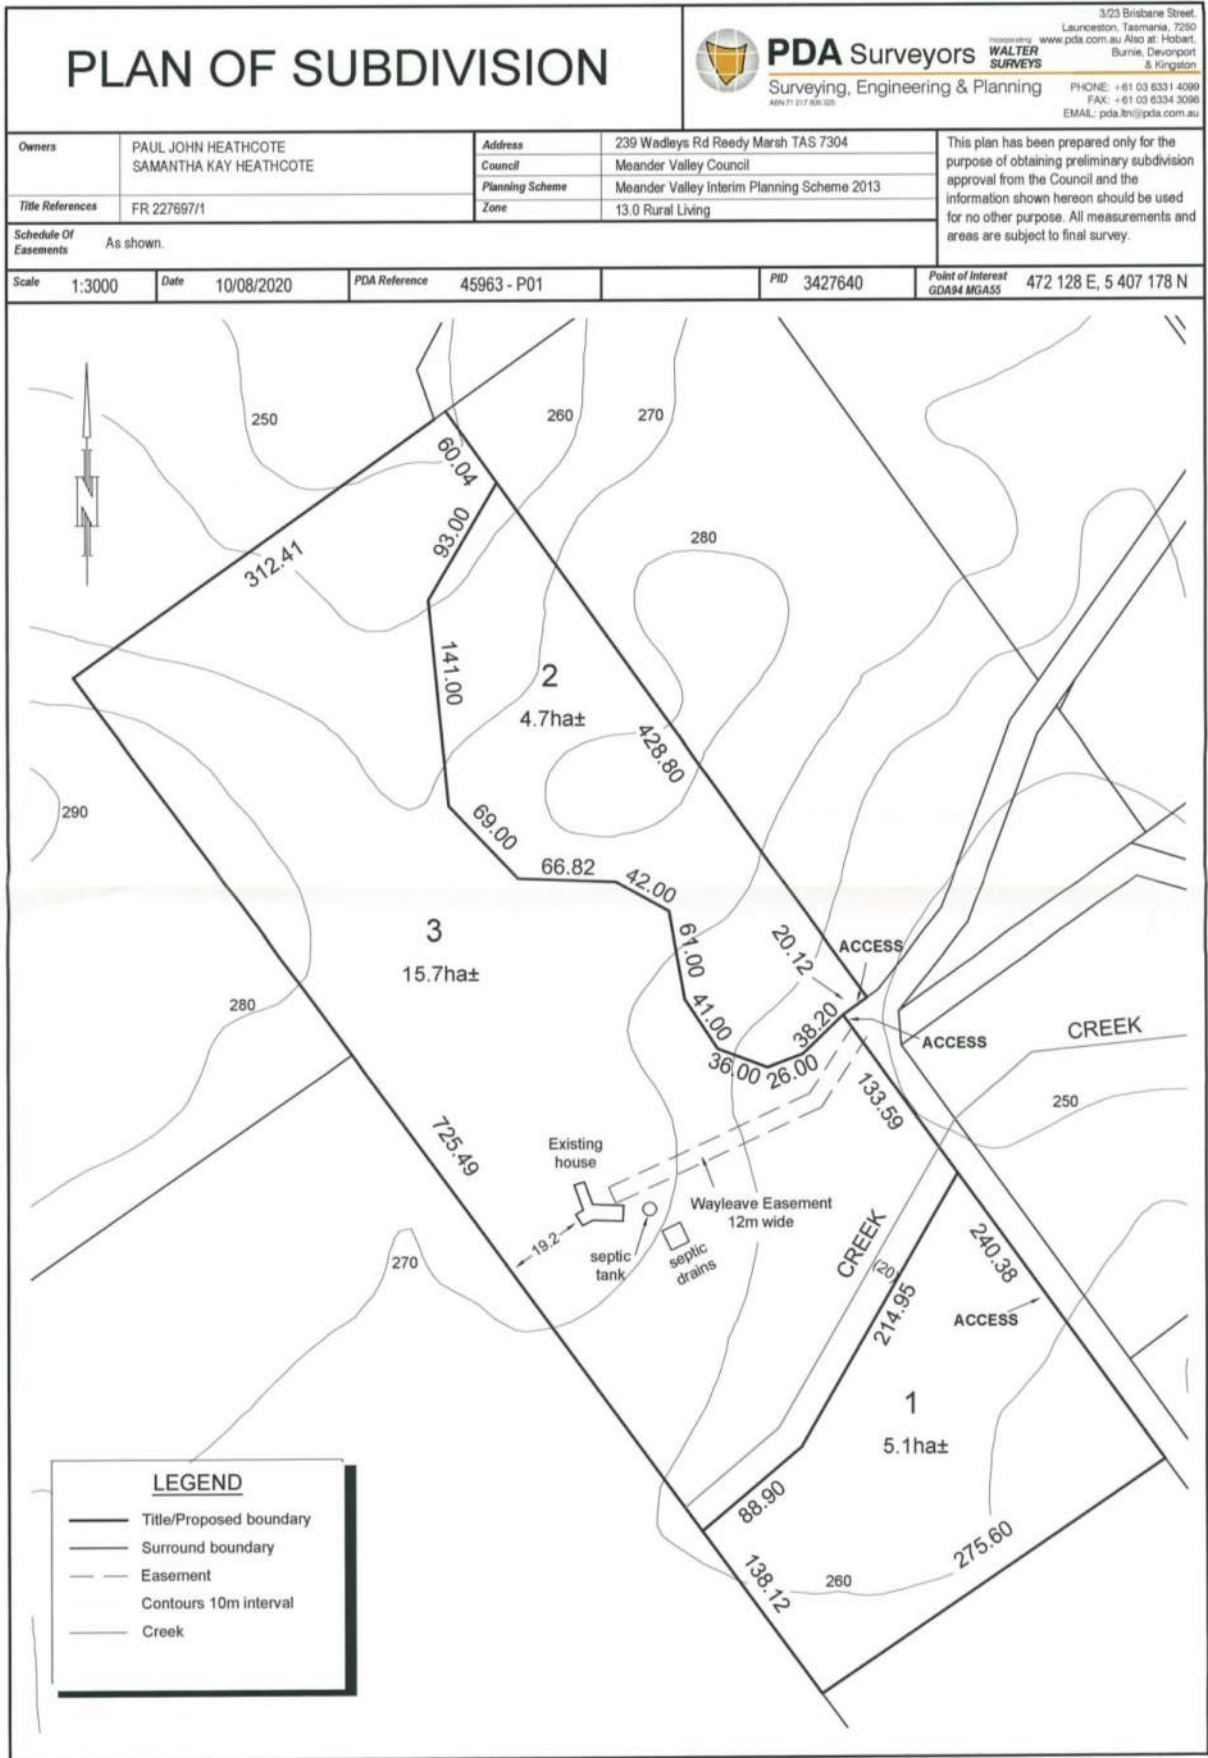 PLAN OF SUBDIVISION
PDA Surveyors
Incorporating
WALTER
SURVEYS
Surveying, Engineering & Planning
3/23 Brisbane Street,
Launceston, Tasmania, 7250
www.pda.com.au Also at: Hobart,
Burnie, Devonport
& Kingston
PHONE: +61 03 6331 4099
FAX: +61 03 6334 3098
EMAIL: pda.ltn@pda.com.au
Owners
PAUL JOHN HEATHCOTE
SAMANTHA KAY HEATHCOTE
Title References FR 227697/1
Address 239 Wadleys Rd Reedy Marsh TAS 7304
Council Meander Valley Council
Planning Scheme Meander Valley Interim Planning Scheme 2013
Zone 13.0 Rural Living
This plan has been prepared only for the
purpose of obtaining preliminary subdivision
approval from the Council and the
information shown hereon should be used
for no other purpose. All measurements and
areas are subject to final survey.
Schedule Of
Easements
As shown.
Scale 1:3000
Date 10/08/2020
PDA Reference 45963 - P01
PID 3427640
Point of Interest
GDA94 MGA55
472 128 E, 5 407 178 N
250
260
270
60.04
93.00
N
280
312.41
141.00
2
4.7ha±
428.80
290
69.00
66.82
42.00
3
15.7ha±
61.00
20.12
ACCESS
280
41.00
38.20
ACCESS
CREEK
36.00
26.00
133.59
250
725.49
Existing
house
Wayleave Easement
12m wide
19.2
septic
tank
septic
drains
270
CREEK
(20)
214.95
240.38
ACCESS
1
5.1ha±
88.90
275.60
138.12
260
LEGEND
Title/Proposed boundary
Surround boundary
Easement
Contours 10m interval
Creek